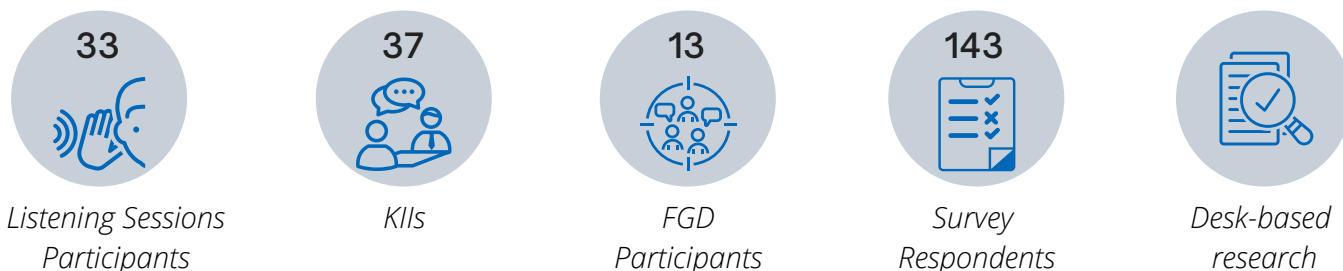 33
Listening Sessions
Participants
37
KIIs
13
FGD
Participants
143
Survey
Respondents
Desk-based
research